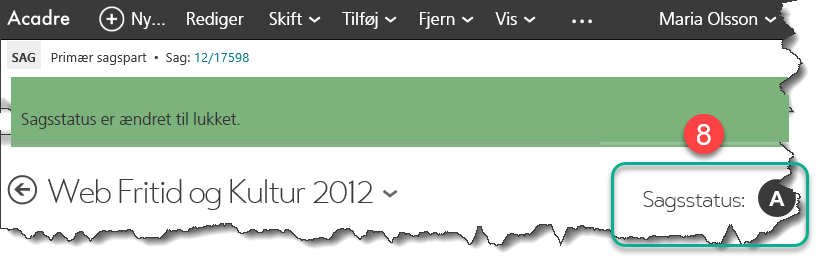 Acadre Ny... Rediger Skift Tilføj Fjern Vis ... Maria Olsson
SAG Primær sagspart • Sag: 12/17598
Sagsstatus er ændret til lukket.
8
Web Fritid og Kultur 2012 Sagsstatus: A